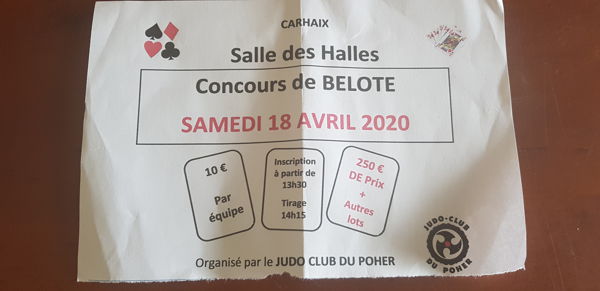 CARHAIX
Salle des Halles
Concours de BELOTE
SAMEDI 18 AVRIL 2020
10 €
Par
équipe
Inscription
à partir de
13h30
Tirage
14h15
250 €
DE Prix
+
Autres
lots
JUDO-CLUB
DU POHER
Organisé par le JUDO CLUB DU POHER